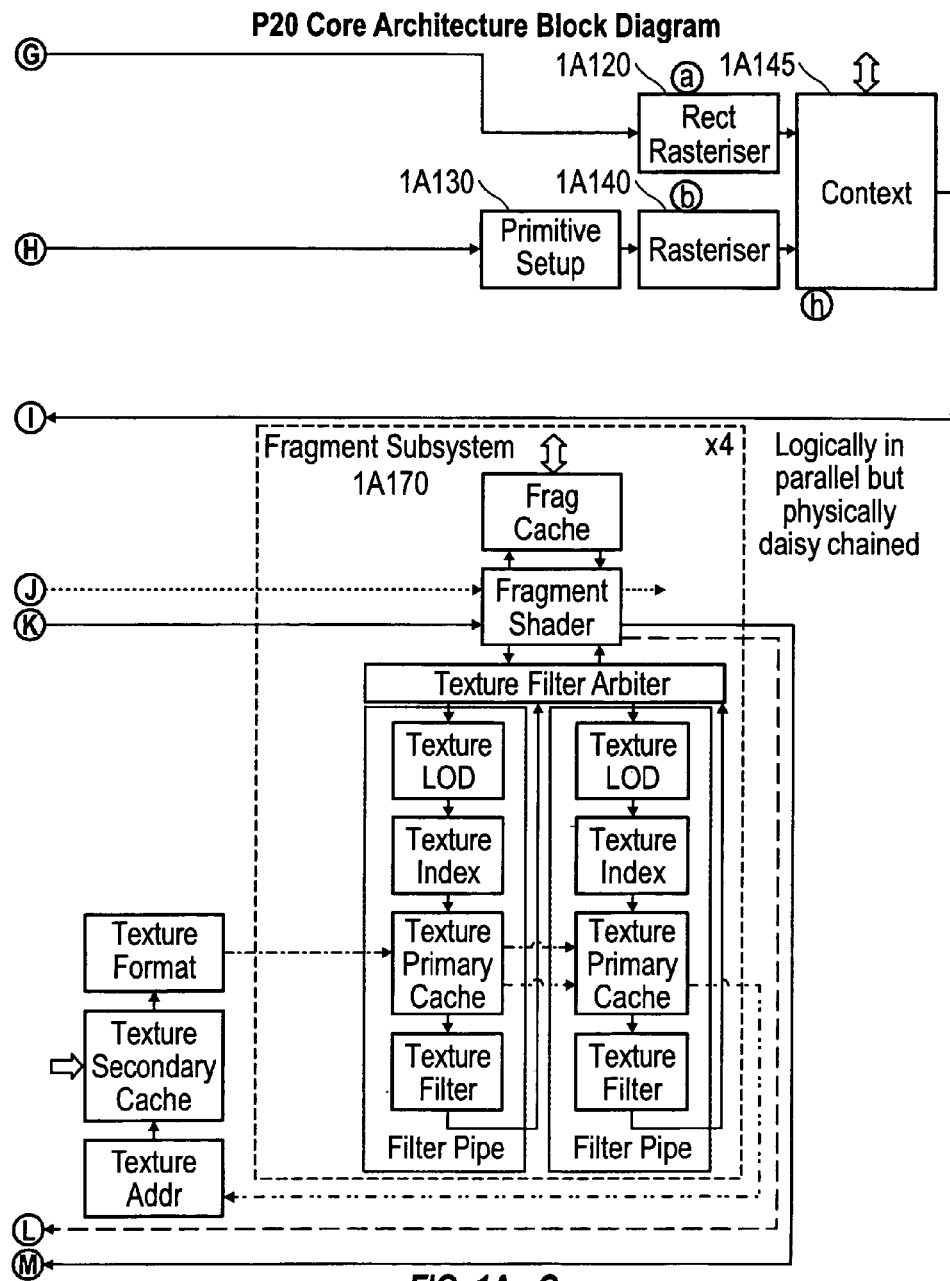 P20 Core Architecture Block Diagram
G
1A120
a
1A145
Rect
Rasteriser
Context
1A130
1A140
b
H
Primitive
Setup
Rasteriser
h
I
Fragment Subsystem
1A170
x4
Logically in
parallel but
physically
daisy chained
Frag
Cache
J
Fragment
Shader
K
Texture Filter Arbiter
Texture
LOD
Texture
LOD
Texture
Index
Texture
Index
Texture
Format
Texture
Primary
Cache
Texture
Primary
Cache
Texture
Secondary
Cache
Texture
Filter
Texture
Filter
Filter Pipe
Filter Pipe
Texture
Addr
L
M